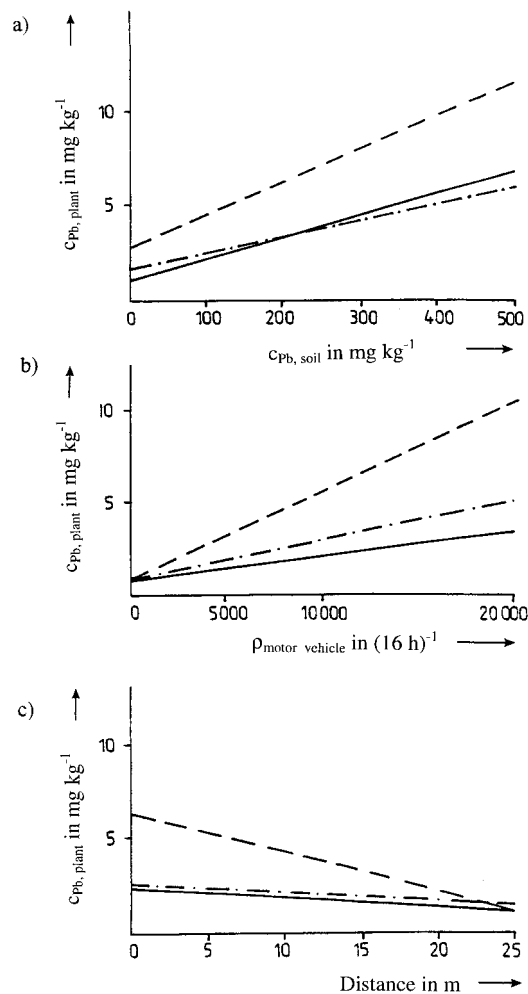 a)
c_Pb, plant in mg kg⁻¹
10
5
0 100 200 300 400 500
c_Pb, soil in mg kg⁻¹
b)
c_Pb, plant in mg kg⁻¹
10
5
0 5000 10000 20000
ρ_motor vehicle in (16 h)⁻¹
c)
c_Pb, plant in mg kg⁻¹
10
5
0 5 10 15 20 25
Distance in m